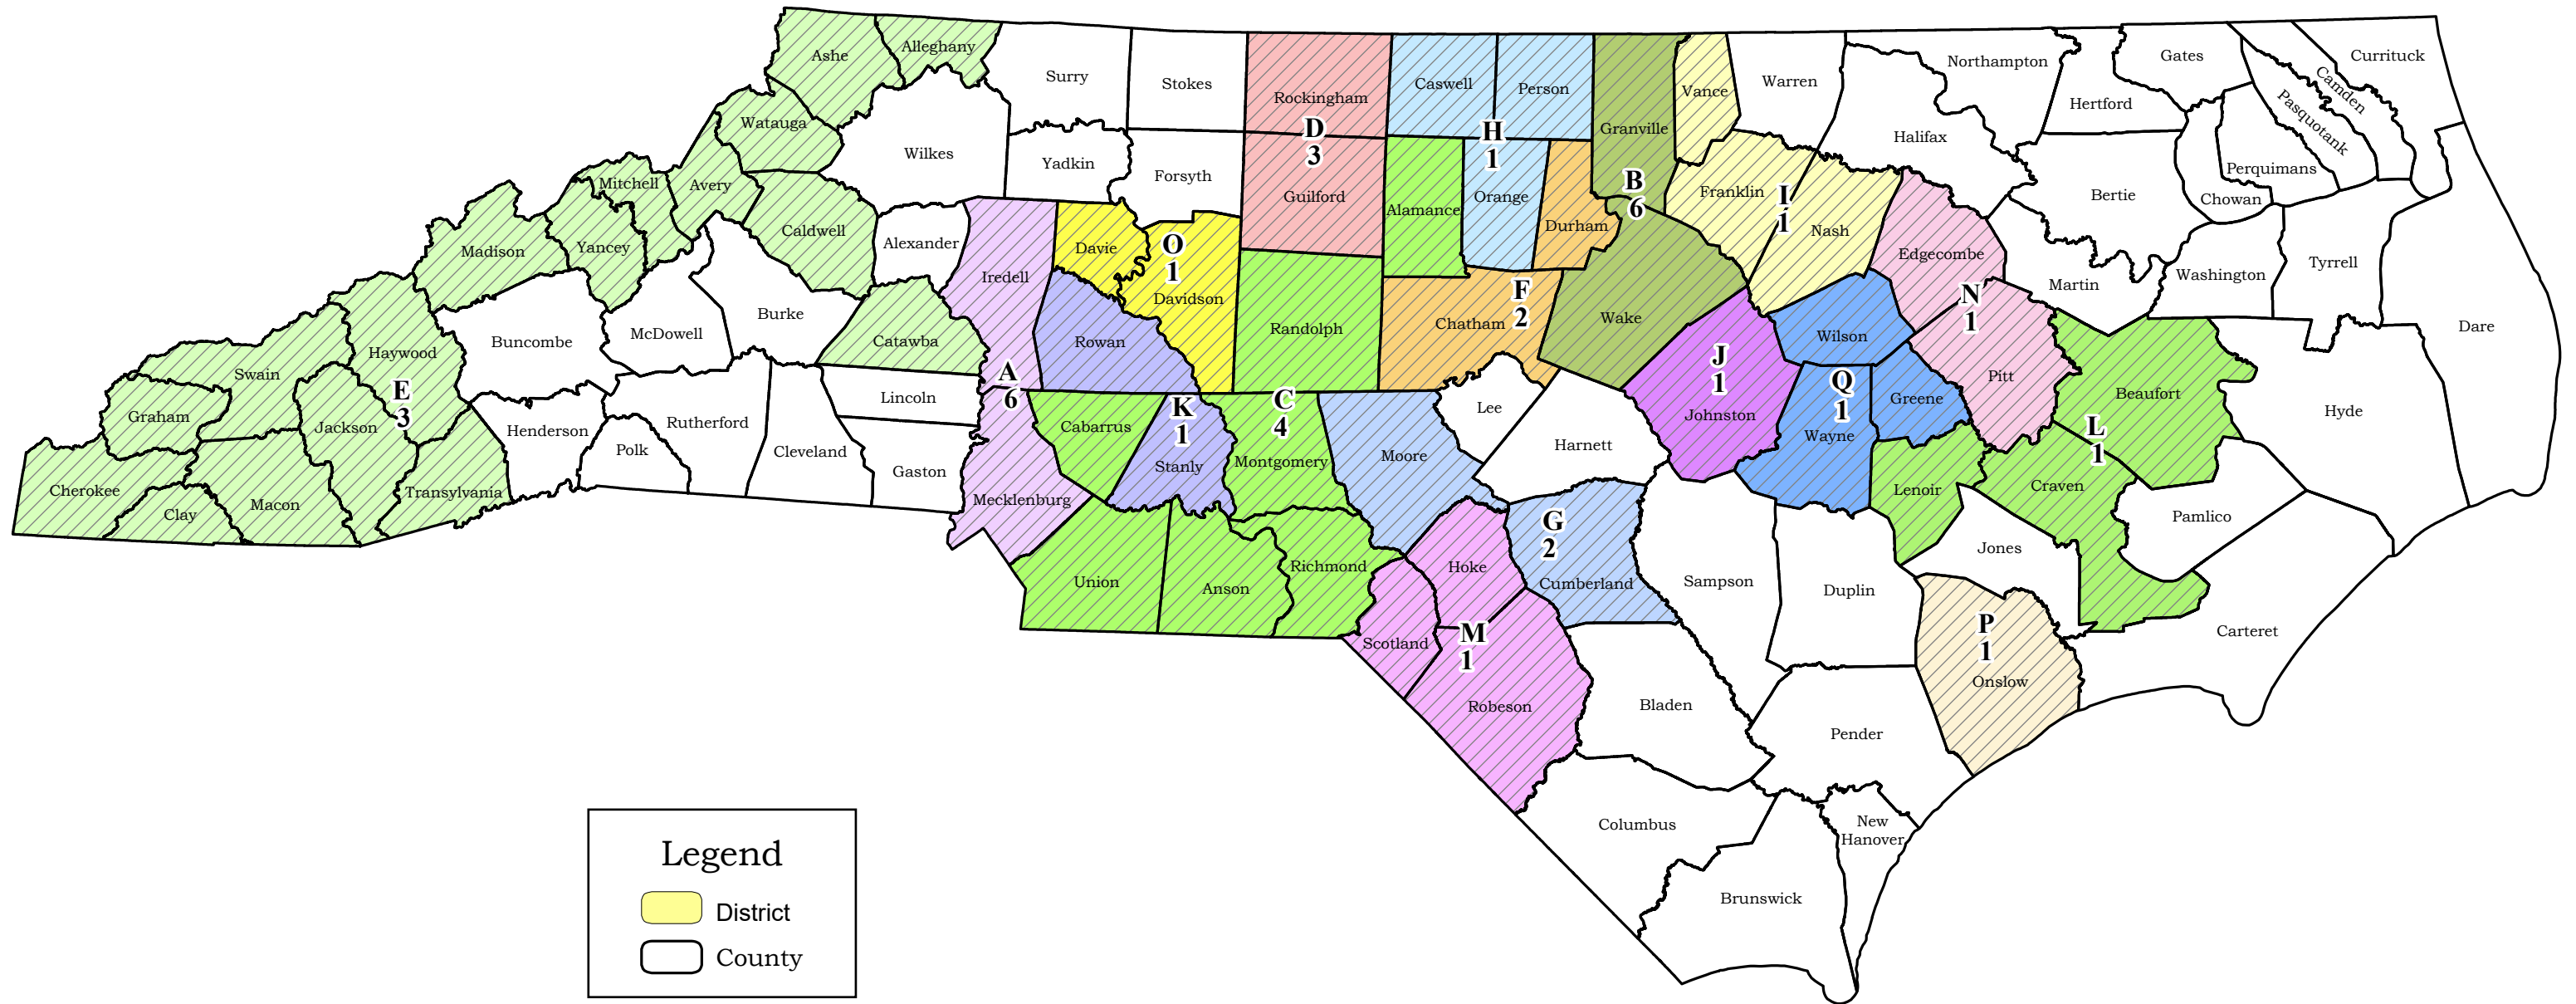 Ashe
Alleghany
Surry
Stokes
Rockingham
Caswell
Person
Granville
Vance
Warren
Northampton
Gates
Currituck
Camden
Pasquotank
Hertford
Halifax
Perquimans
Chowan
Bertie
Watauga
Wilkes
Yadkin
Forsyth
D
3
Guilford
H
1
Orange
Alamance
Durham
B
6
Franklin
I
1
Nash
Edgecombe
Martin
Washington
Tyrrell
Dare
Mitchell
Avery
Caldwell
Alexander
Iredell
Davie
O
1
Davidson
Madison
Yancey
Burke
McDowell
Buncombe
Catawba
Rowan
Randolph
Chatham
F
2
Wake
Wilson
N
1
Pitt
Beaufort
Hyde
Haywood
Swain
E
3
Graham
Jackson
Henderson
Polk
Rutherford
Cleveland
Lincoln
Gaston
A
6
Cabarrus
K
1
Stanly
C
4
Montgomery
Moore
Lee
Harnett
J
1
Johnston
Q
1
Wayne
Greene
L
1
Lenoir
Craven
Pamlico
Cherokee
Clay
Macon
Transylvania
Mecklenburg
Union
Anson
Richmond
Hoke
G
2
Cumberland
Sampson
Duplin
Jones
P
1
Onslow
Carteret
Scotland
M
1
Robeson
Bladen
Pender
Columbus
New
Hanover
Brunswick
Legend
District
County